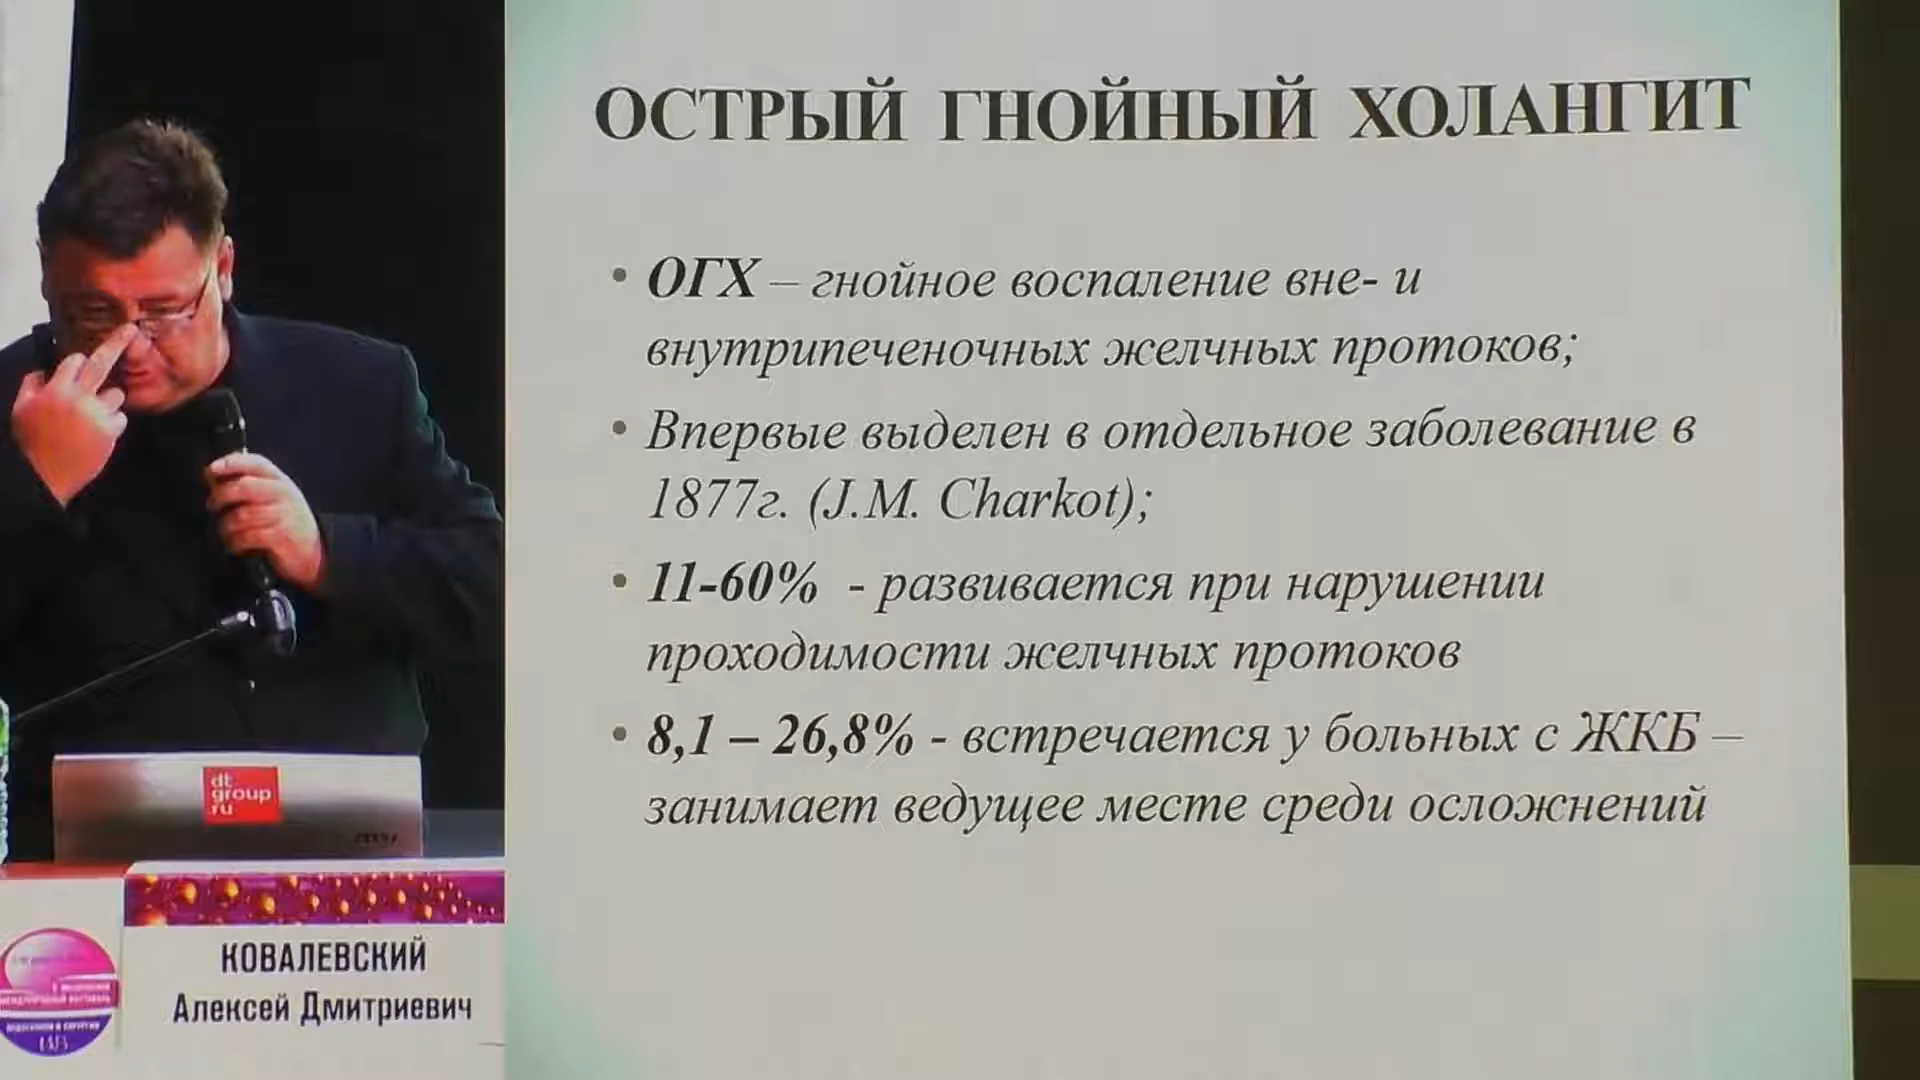 ОСТРЫЙ ГНОЙНЫЙ ХОЛАНГИТ
• ОГХ – гнойное воспаление вне- и
внутрипеченочных желчных протоков;
• Впервые выделен в отдельное заболевание в
1877г. (J.M. Charkot);
• 11-60% - развивается при нарушении
проходимости желчных протоков
• 8,1 – 26,8% - встречается у больных с ЖКБ –
занимает ведущее месте среди осложнений
dt
group
ru
КОВАЛЕВСКИЙ
Алексей Дмитриевич